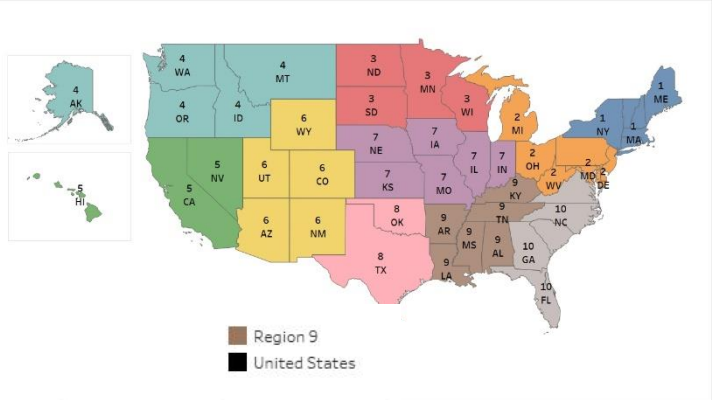 4
WA
4
MT
3
ND
3
MN
1
ME
4
AK
4
OR
4
ID
3
SD
3
WI
2
MI
1
NY
1
MA
6
WY
7
NE
7
IA
7
IL
7
IN
2
OH
2
MD
2
DE
2
WV
5
HI
5
NV
5
CA
6
UT
6
CO
7
KS
7
MO
9
KY
9
TN
10
NC
6
AZ
6
NM
8
OK
9
AR
9
MS
9
AL
10
GA
8
TX
9
LA
10
FL
Region 9
United States